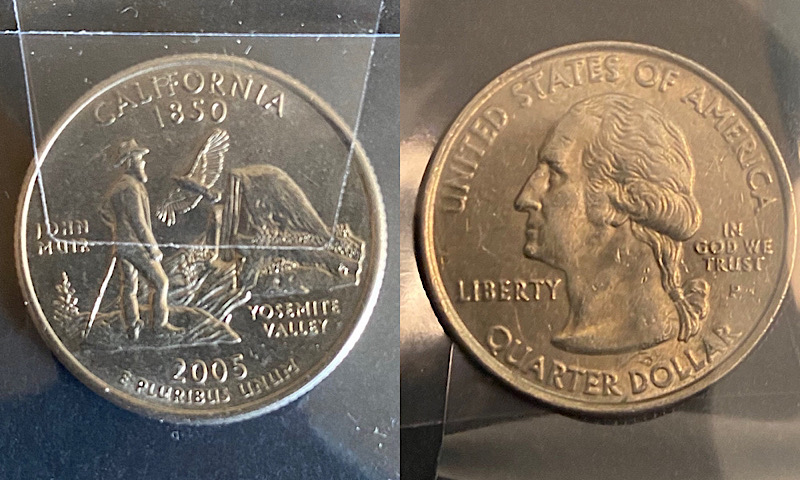 CALIFORNIA
1850
JOHN
MUIR
YOSEMITE
VALLEY
2005
E PLURIBUS UNUM
UNITED STATES OF AMERICA
IN
GOD WE
TRUST
LIBERTY
P
QUARTER DOLLAR